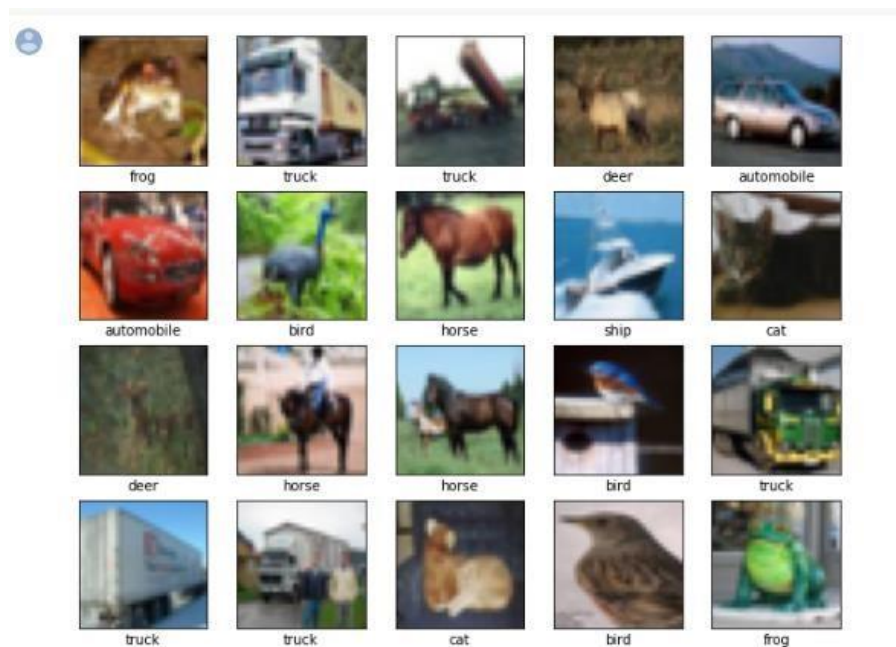 frog truck truck deer automobile
automobile bird horse ship cat
deer horse horse bird truck
truck truck cat bird frog